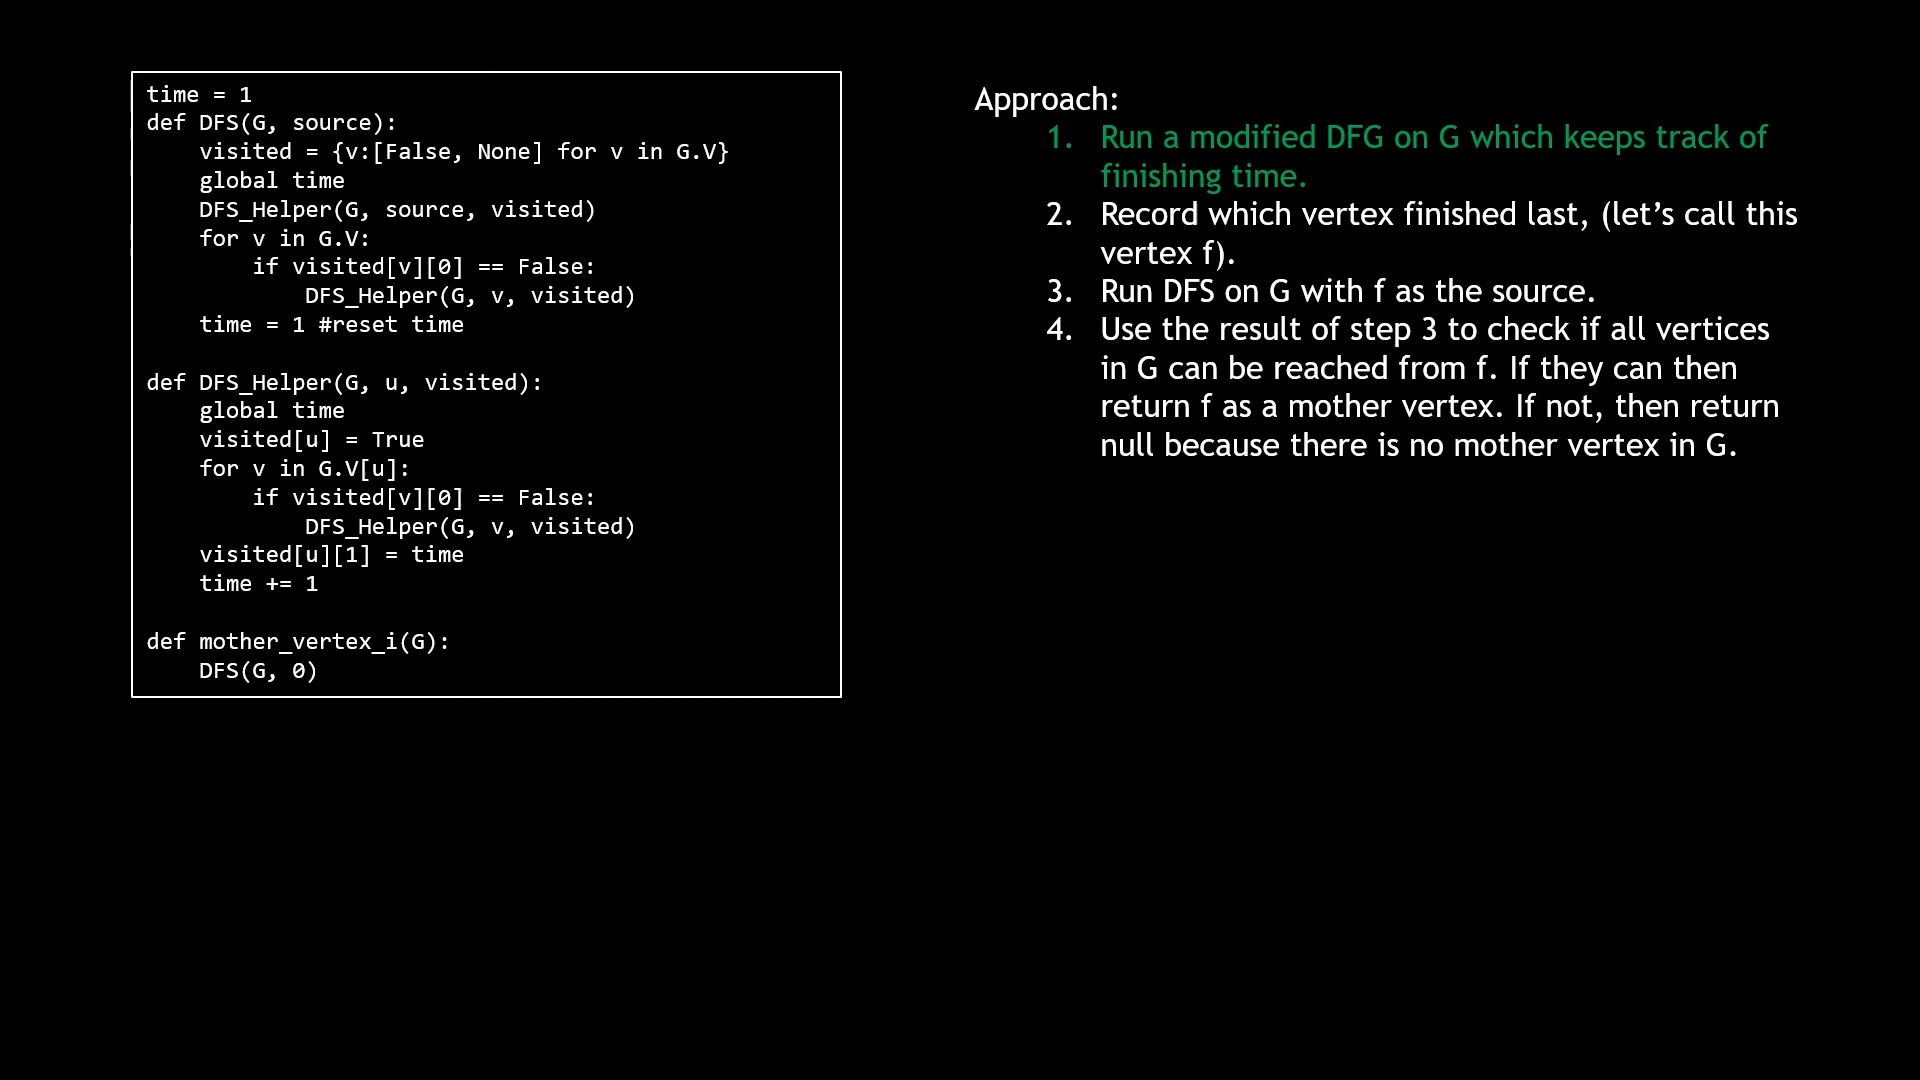 time = 1
def DFS(G, source):
    visited = {v:[False, None] for v in G.V}
    global time
    DFS_Helper(G, source, visited)
    for v in G.V:
        if visited[v][0] == False:
            DFS_Helper(G, v, visited)
    time = 1 #reset time
def DFS_Helper(G, u, visited):
    global time
    visited[u] = True
    for v in G.V[u]:
        if visited[v][0] == False:
            DFS_Helper(G, v, visited)
    visited[u][1] = time
    time += 1
def mother_vertex_i(G):
    DFS(G, 0)
Approach:
1. Run a modified DFG on G which keeps track of
finishing time.
2. Record which vertex finished last, (let’s call this
vertex f).
3. Run DFS on G with f as the source.
4. Use the result of step 3 to check if all vertices
in G can be reached from f. If they can then
return f as a mother vertex. If not, then return
null because there is no mother vertex in G.